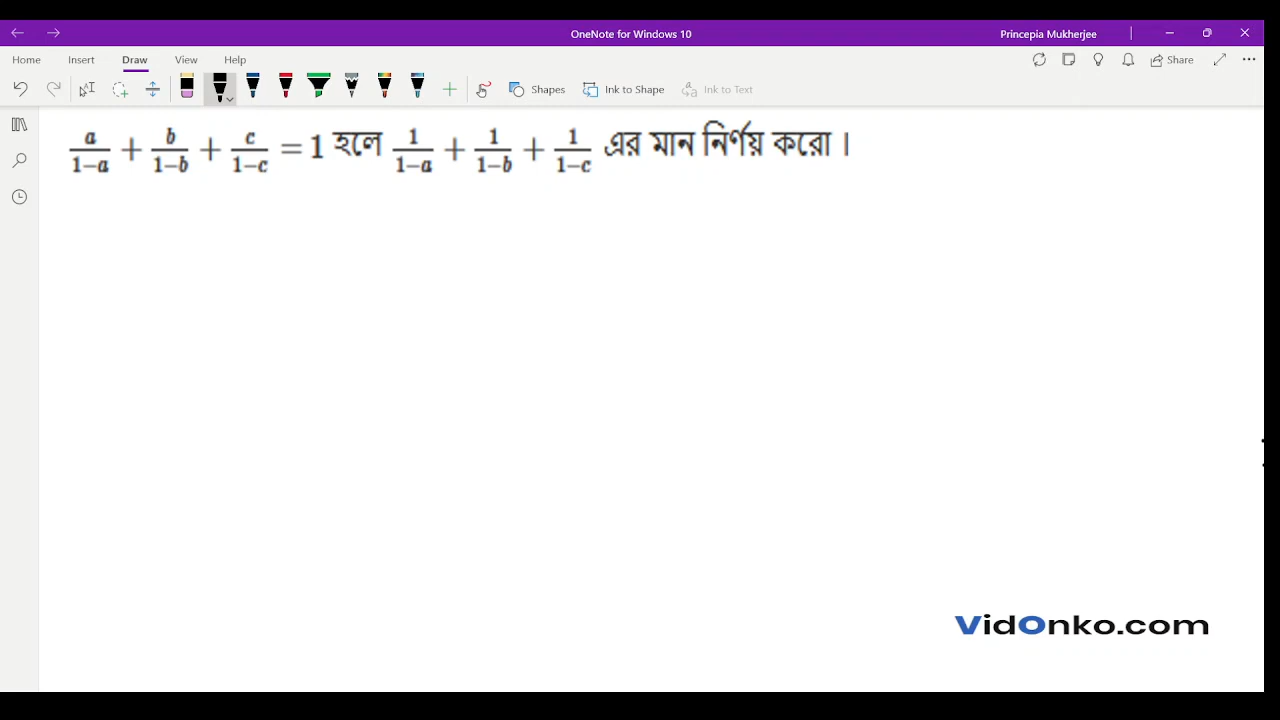 OneNote for Windows 10
Princepia Mukherjee
Home Insert Draw View Help
Share
Shapes Ink to Shape Ink to Text
a/1−a + b/1−b + c/1−c = 1 হলে 1/1−a + 1/1−b + 1/1−c এর মান নির্ণয় করো ।
VidOnko.com